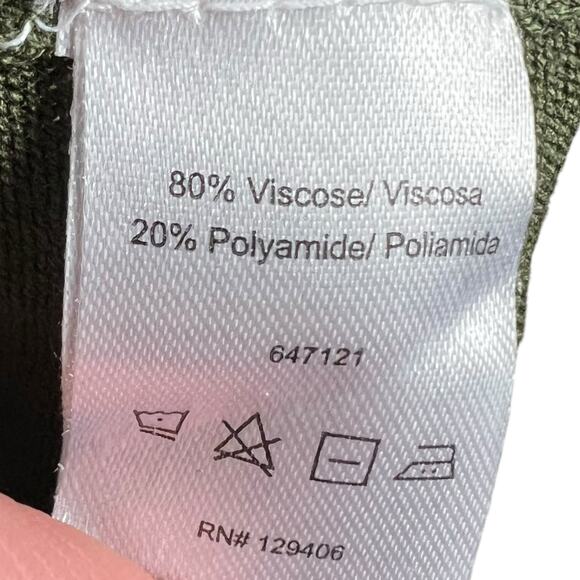 80% Viscose/ Viscosa
20% Polyamide/ Poliamida
647121
RN# 129406